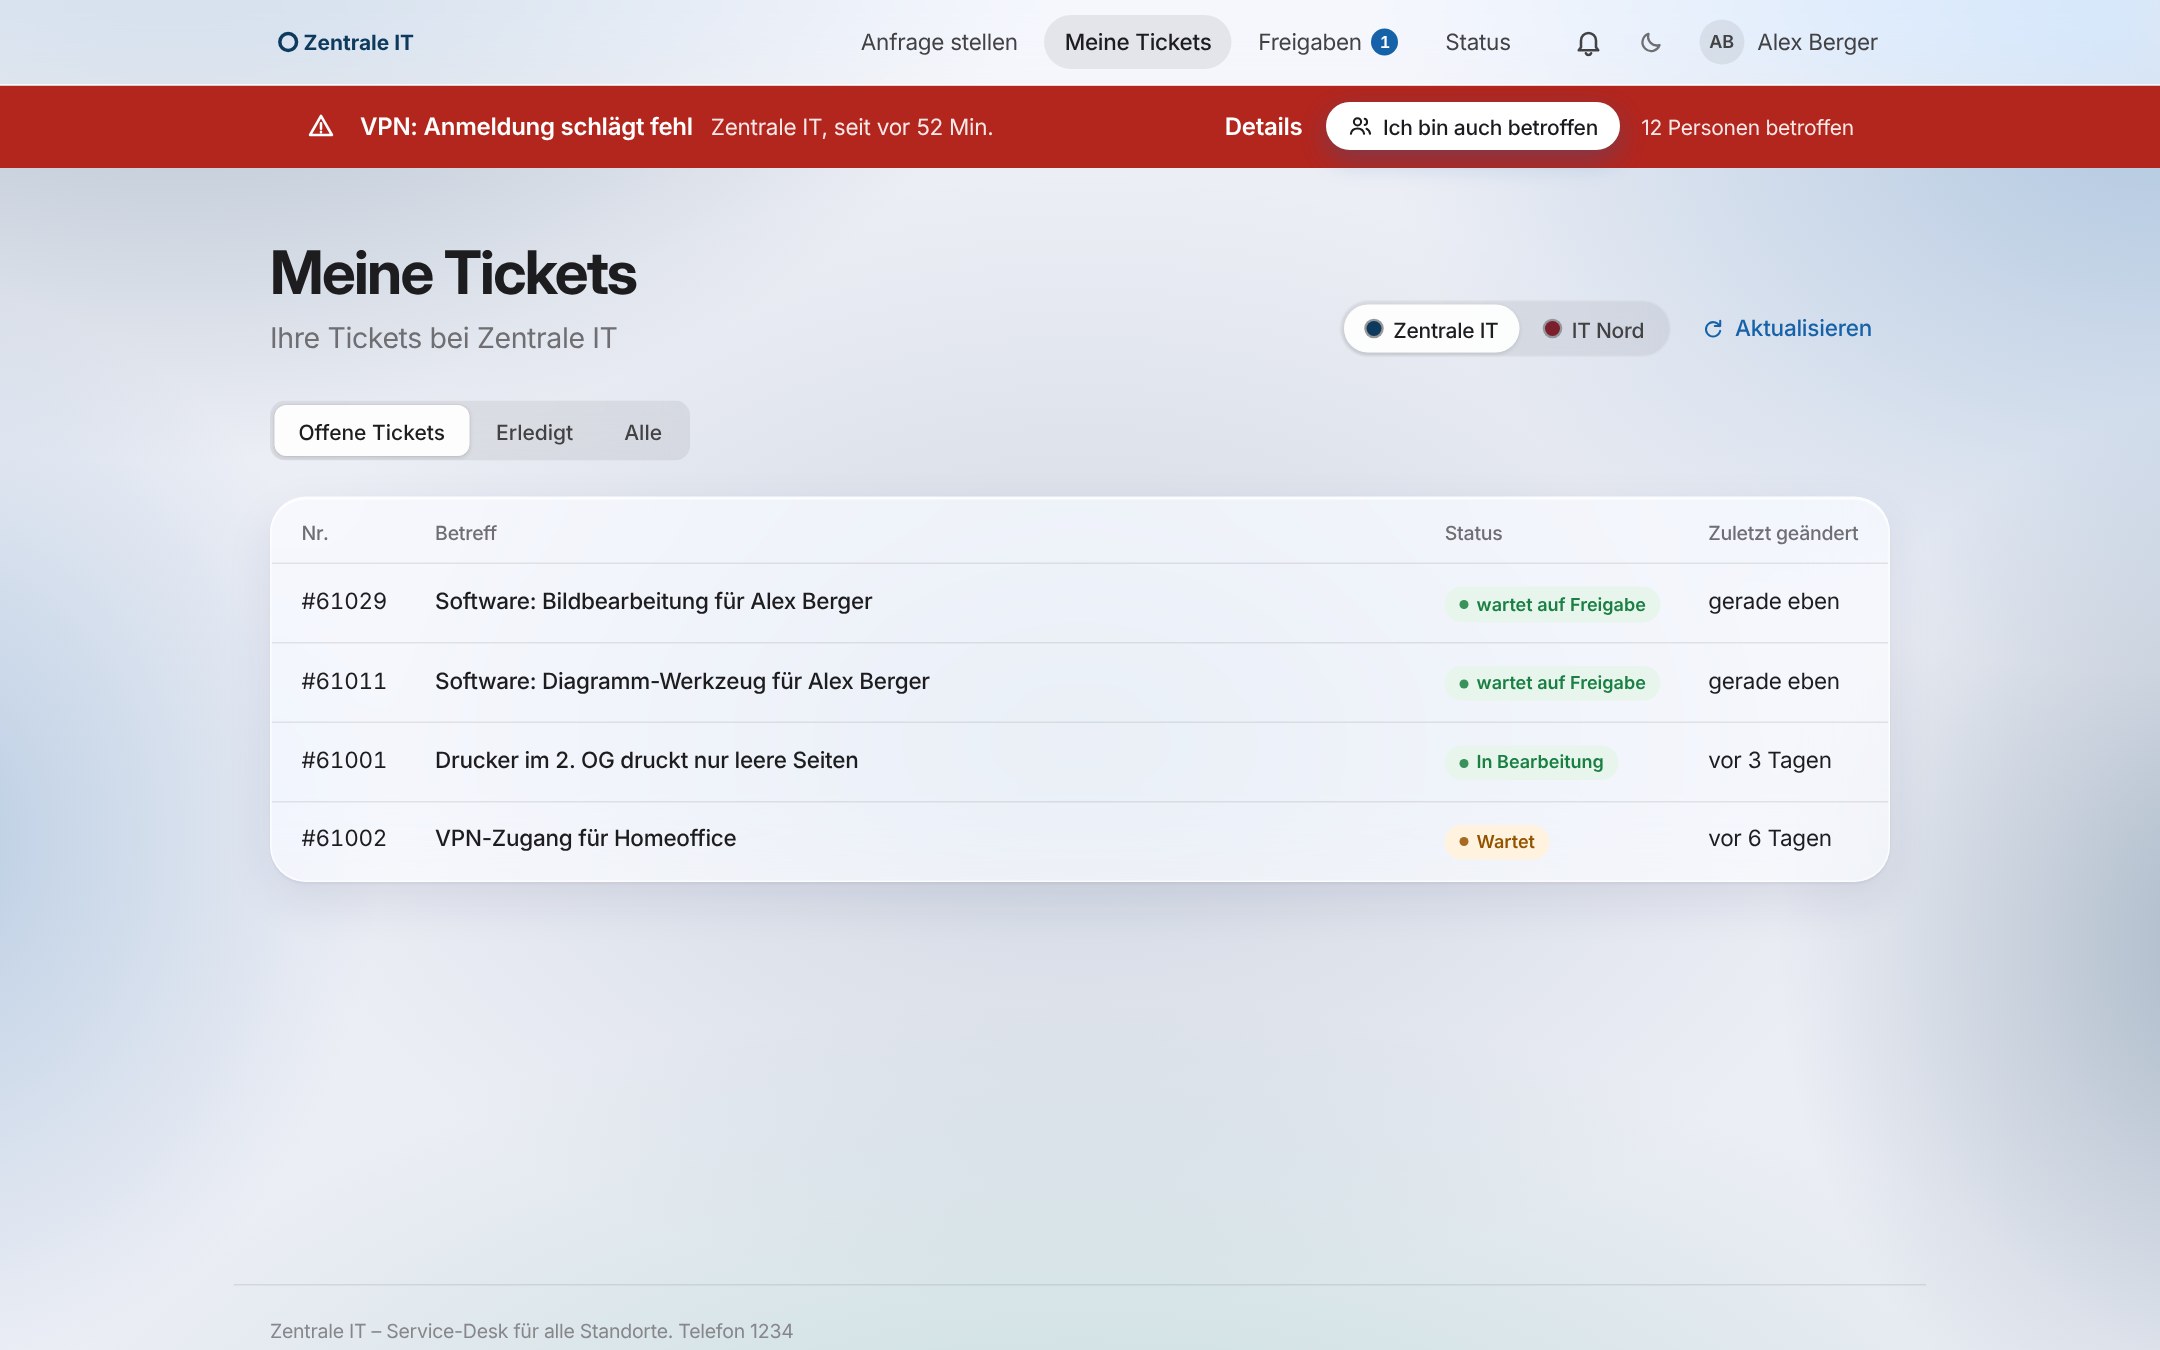 Zentrale IT
Anfrage stellen Meine Tickets Freigaben 1 Status AB Alex Berger
VPN: Anmeldung schlägt fehl Zentrale IT, seit vor 52 Min. Details Ich bin auch betroffen 12 Personen betroffen
Meine Tickets
Ihre Tickets bei Zentrale IT
Zentrale IT IT Nord Aktualisieren
Offene Tickets Erledigt Alle
Nr. Betreff Status Zuletzt geändert
#61029 Software: Bildbearbeitung für Alex Berger wartet auf Freigabe gerade eben
#61011 Software: Diagramm-Werkzeug für Alex Berger wartet auf Freigabe gerade eben
#61001 Drucker im 2. OG druckt nur leere Seiten In Bearbeitung vor 3 Tagen
#61002 VPN-Zugang für Homeoffice Wartet vor 6 Tagen
Zentrale IT – Service-Desk für alle Standorte. Telefon 1234